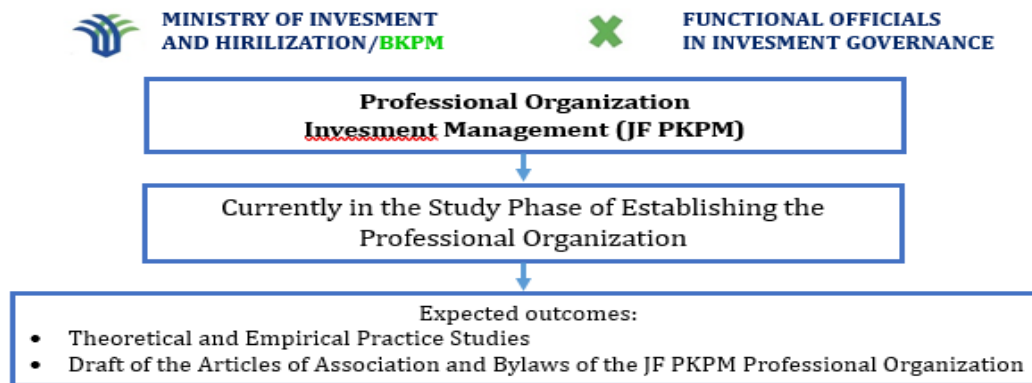 MINISTRY OF INVESMENT
AND HIRILIZATION/BKPM
FUNCTIONAL OFFICIALS
IN INVESMENT GOVERNANCE
Professional Organization
Invesment Management (JF PKPM)
Currently in the Study Phase of Establishing the
Professional Organization
Expected outcomes:
• Theoretical and Empirical Practice Studies
• Draft of the Articles of Association and Bylaws of the JF PKPM Professional Organization